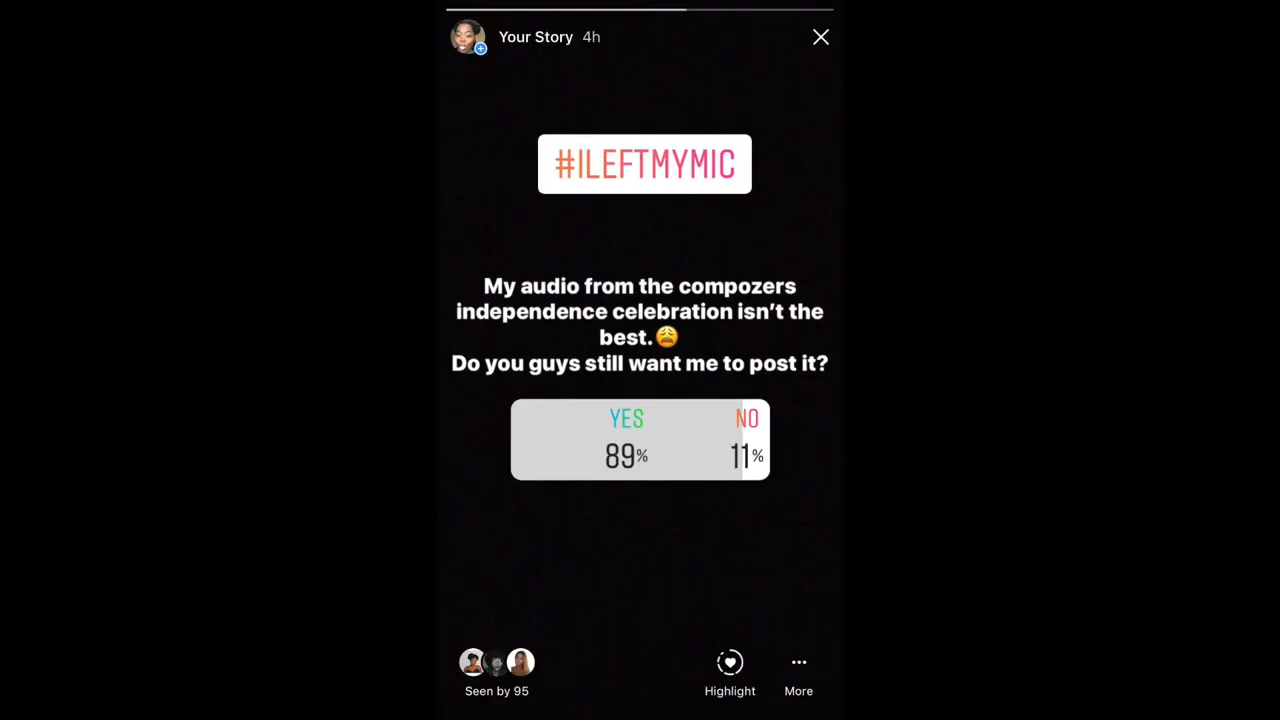 Your Story 4h
#ILEFTMYMIC
My audio from the compozers
independence celebration isn't the
best.😩
Do you guys still want me to post it?
YES NO
89% 11%
Seen by 95
Highlight
More